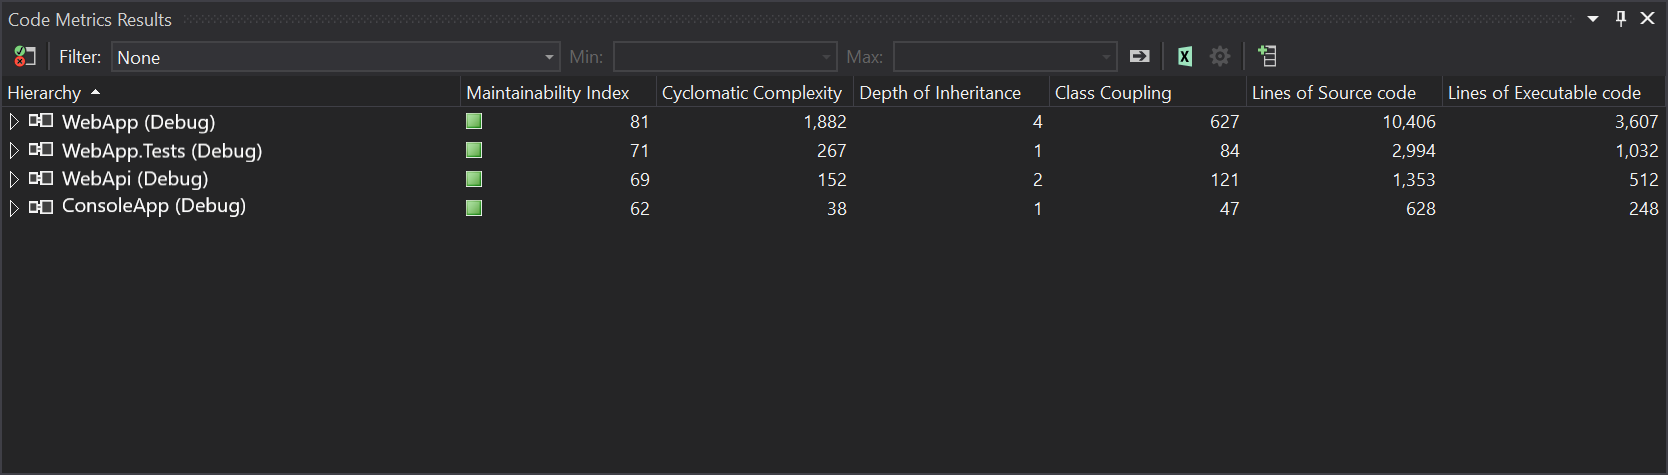 Code Metrics Results
Filter: None Min: Max:
Hierarchy Maintainability Index Cyclomatic Complexity Depth of Inheritance Class Coupling Lines of Source code Lines of Executable code
WebApp (Debug) 81 1,882 4 627 10,406 3,607
WebApp.Tests (Debug) 71 267 1 84 2,994 1,032
WebApi (Debug) 69 152 2 121 1,353 512
ConsoleApp (Debug) 62 38 1 47 628 248